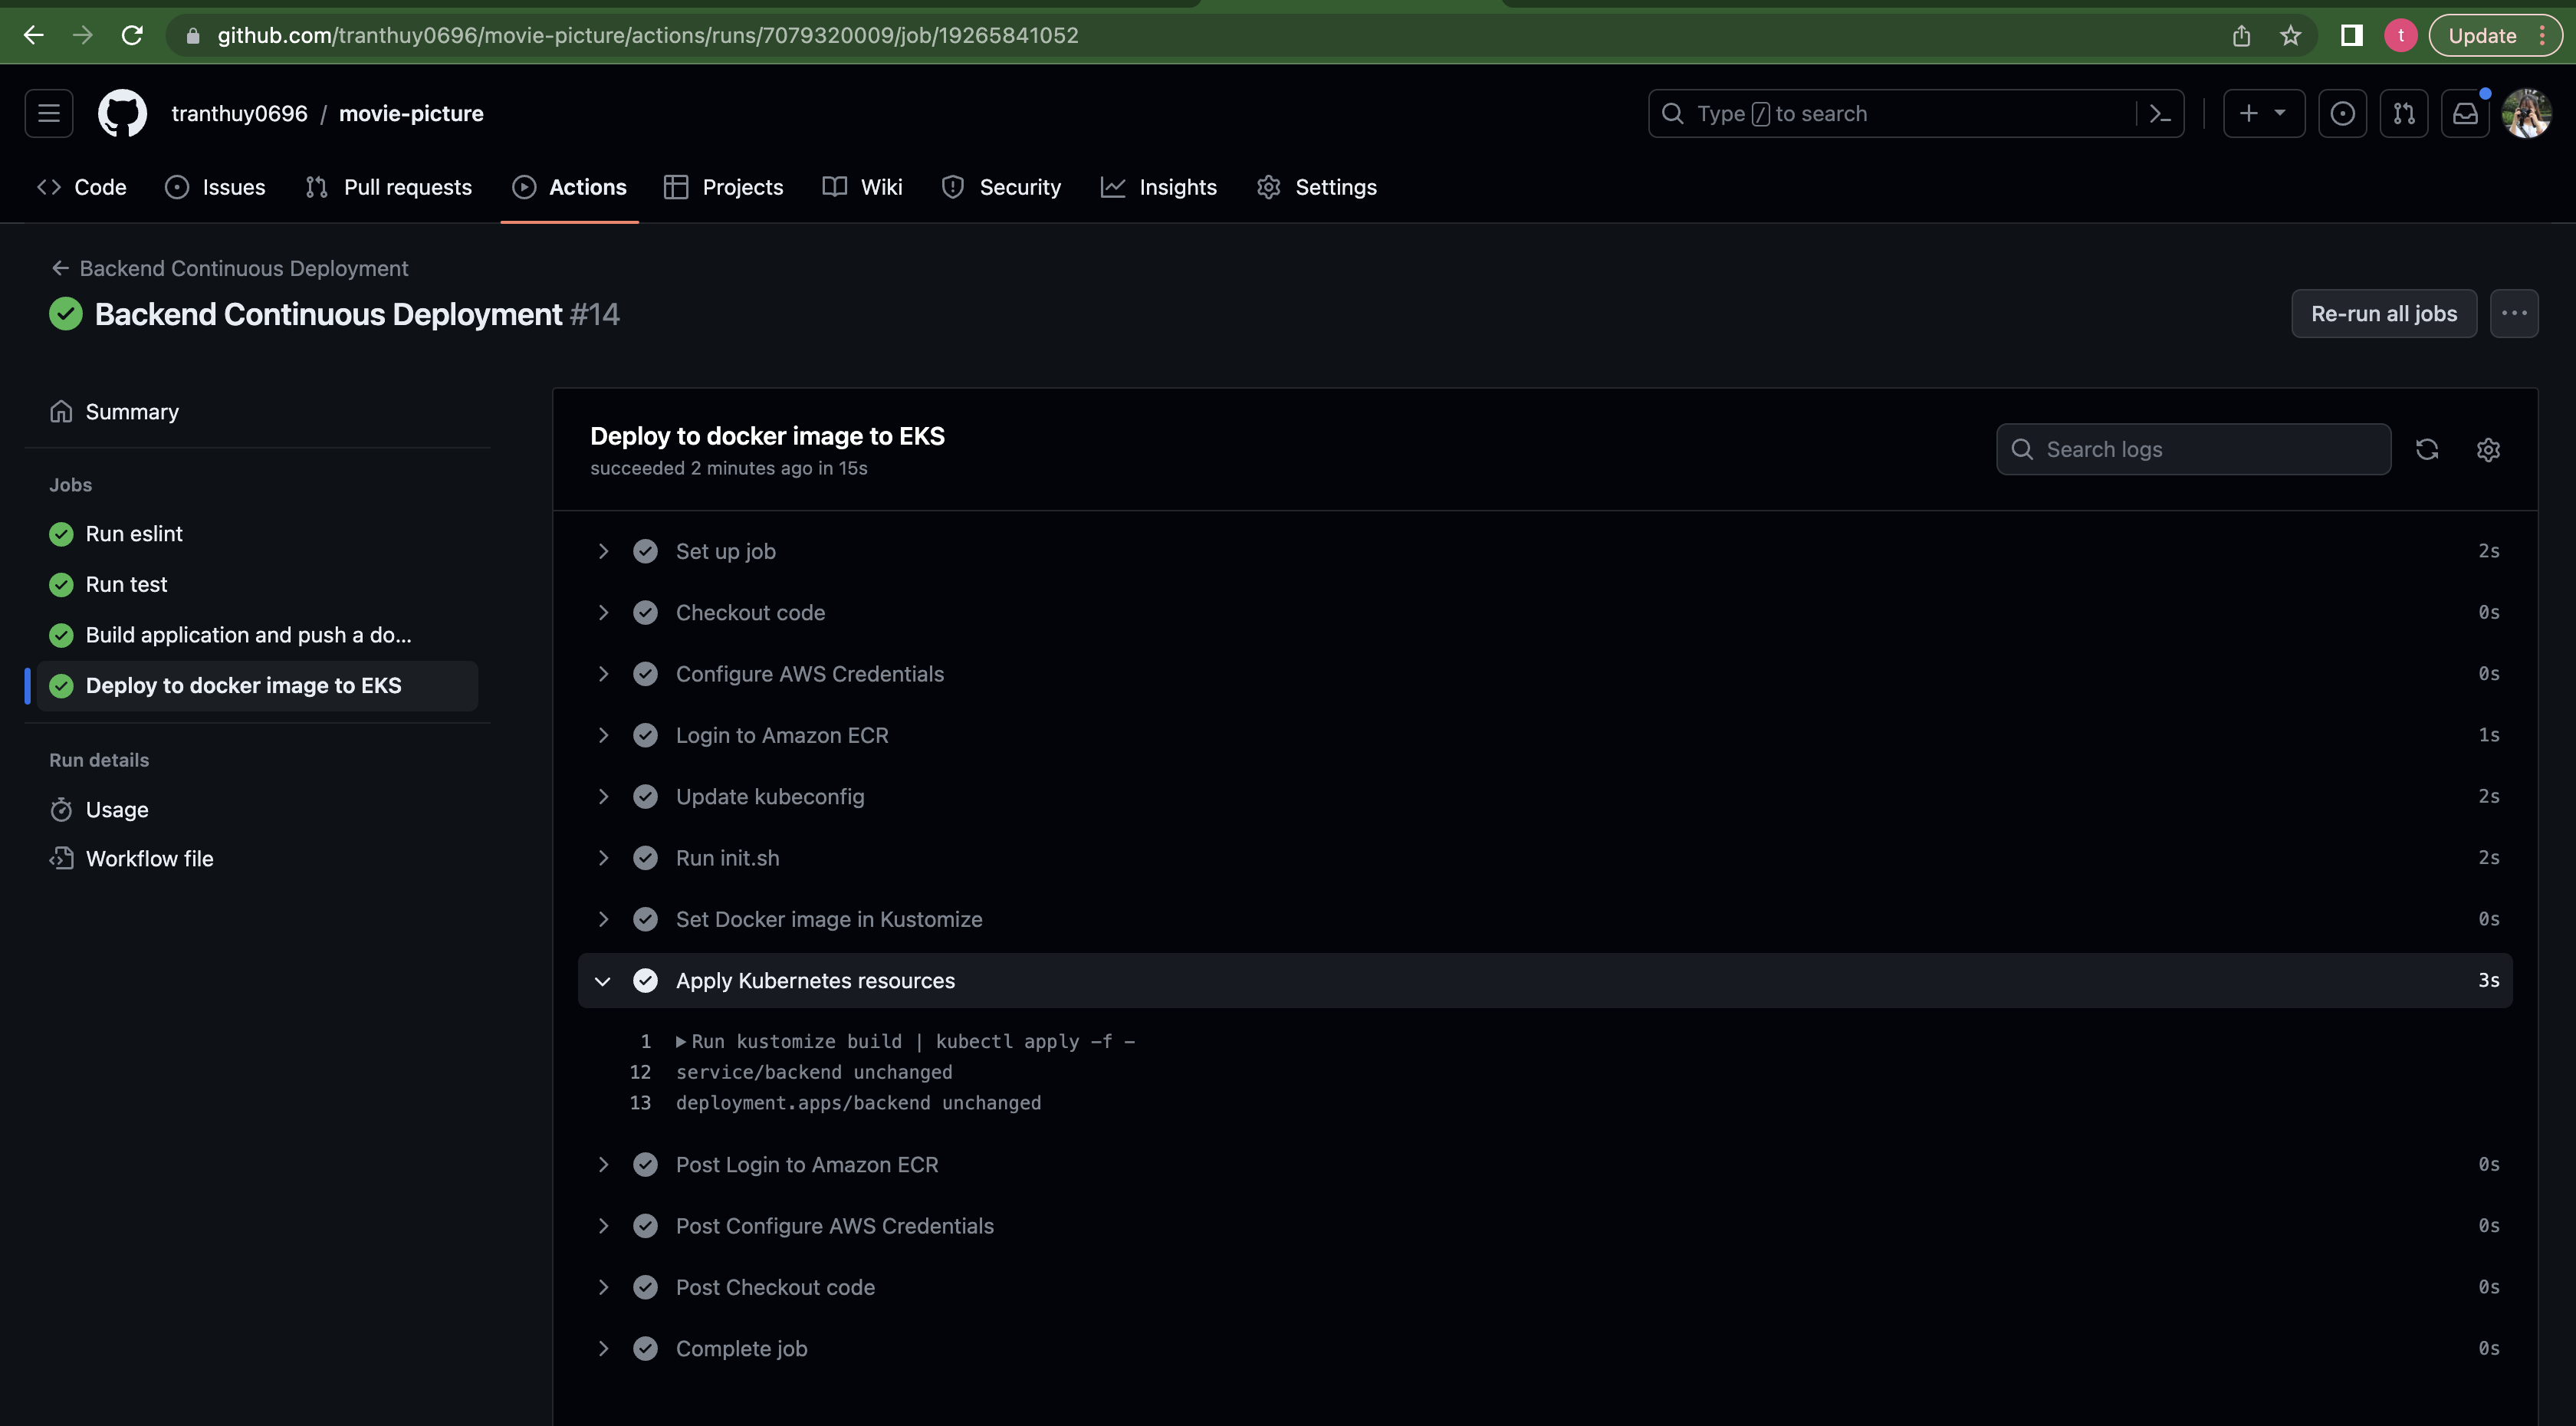 github.com/tranthuy0696/movie-picture/actions/runs/7079320009/job/19265841052
t
Update
tranthuy0696 / movie-picture
Type / to search
Code
Issues
Pull requests
Actions
Projects
Wiki
Security
Insights
Settings
Backend Continuous Deployment
Backend Continuous Deployment #14
Re-run all jobs
Summary
Jobs
Run eslint
Run test
Build application and push a do...
Deploy to docker image to EKS
Run details
Usage
Workflow file
Deploy to docker image to EKS
succeeded 2 minutes ago in 15s
Search logs
Set up job 2s
Checkout code 0s
Configure AWS Credentials 0s
Login to Amazon ECR 1s
Update kubeconfig 2s
Run init.sh 2s
Set Docker image in Kustomize 0s
Apply Kubernetes resources 3s
1 Run kustomize build | kubectl apply -f -
12 service/backend unchanged
13 deployment.apps/backend unchanged
Post Login to Amazon ECR 0s
Post Configure AWS Credentials 0s
Post Checkout code 0s
Complete job 0s